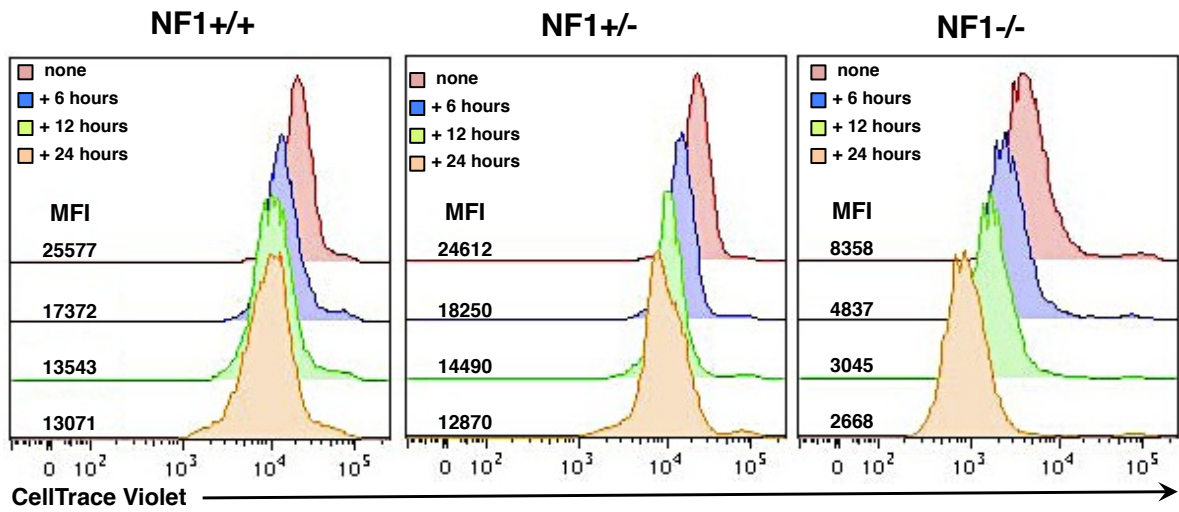 NF1+/+
none
+ 6 hours
+ 12 hours
+ 24 hours
MFI
25577
17372
13543
13071
0 10² 10³ 10⁴ 10⁵
NF1+/-
none
+ 6 hours
+ 12 hours
+ 24 hours
MFI
24612
18250
14490
12870
0 10² 10³ 10⁴ 10⁵
NF1-/-
none
+ 6 hours
+ 12 hours
+ 24 hours
MFI
8358
4837
3045
2668
0 10² 10³ 10⁴ 10⁵
CellTrace Violet